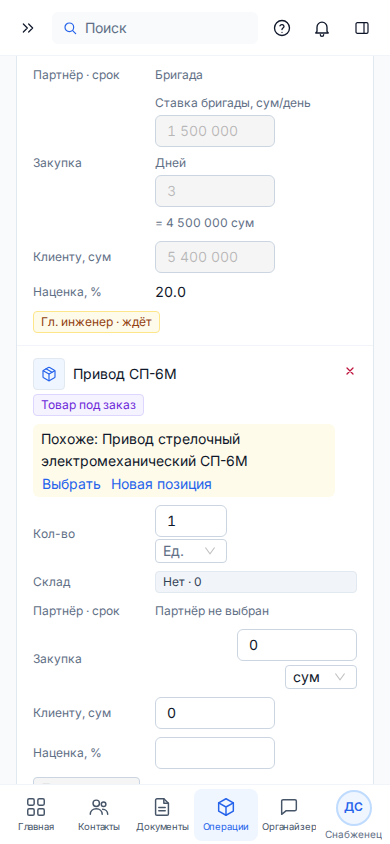 Поиск
Партнёр · срок
Бригада
Ставка бригады, сум/день
1 500 000
Закупка
Дней
3
= 4 500 000 сум
Клиенту, сум
5 400 000
Наценка, %
20.0
Гл. инженер · ждёт
Привод СП-6М
Товар под заказ
Похоже: Привод стрелочный
электромеханический СП-6М
Выбрать Новая позиция
Кол-во
1
Ед.
Склад
Нет · 0
Партнёр · срок
Партнёр не выбран
Закупка
0
сум
Клиенту, сум
0
Наценка, %
Главная
Контакты
Документы
Операции
Органайзер
ДС
Снабженец